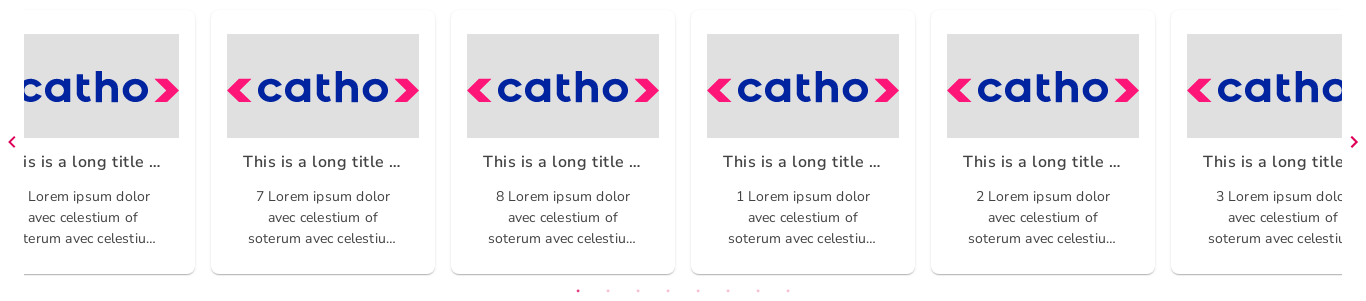 catho
is is a long title ...
Lorem ipsum dolor
avec celestium of
terum avec celestiu...
catho
This is a long title ...
7 Lorem ipsum dolor
avec celestium of
soterum avec celestiu...
catho
This is a long title ...
8 Lorem ipsum dolor
avec celestium of
soterum avec celestiu...
catho
This is a long title ...
1 Lorem ipsum dolor
avec celestium of
soterum avec celestiu...
catho
This is a long title ...
2 Lorem ipsum dolor
avec celestium of
soterum avec celestiu...
catho
This is a long title
3 Lorem ipsum dolo
avec celestium of
soterum avec celestiu